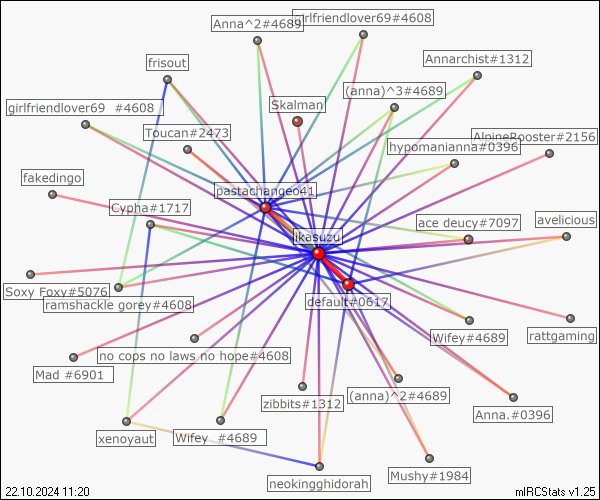 Anna^2#4689
girlfriendlover69#4608
frisout
Annarchist#1312
(anna)^3#4689
girlfriendlover69 #4608
Skalman
Toucan#2473
AlpineRooster#2156
hypomanianna#0396
fakedingo
pastachangeo41
Cypha#1717
ace deucy#7097
avelicious
ikasuzu
Soxy Foxy#5076
ramshackle gorey#4608
default#0617
Wifey#4689
rattgaming
no cops no laws no hope#4608
Mad #6901
zibbits#1312
(anna)^2#4689
Anna.#0396
xenoyaut
Wifey_#4689
neokingghidorah
Mushy#1984
22.10.2024 11:20
mIRCStats v1.25